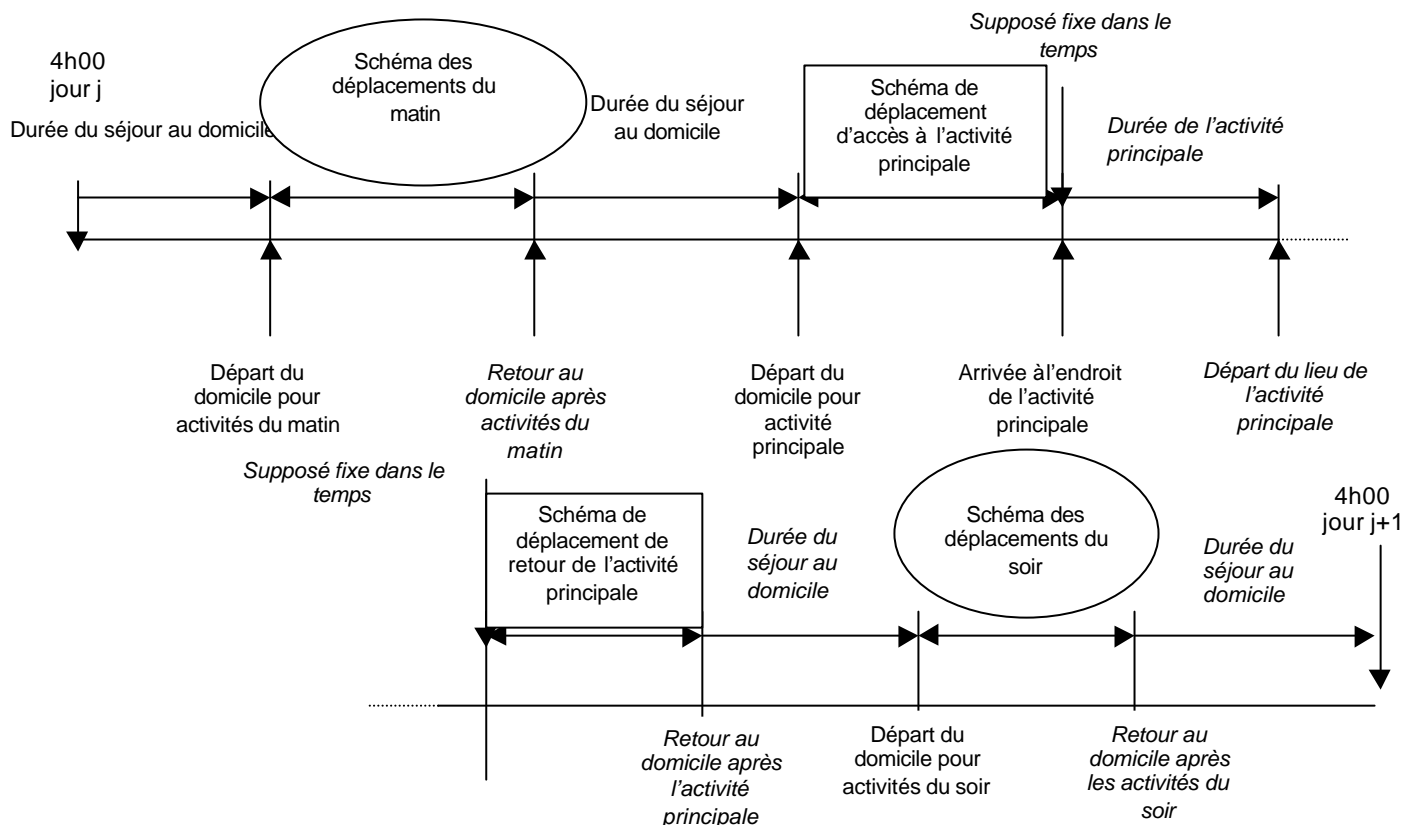 4h00
jour j
Durée du séjour au domicile
Schéma des
déplacements du
matin
Durée du séjour
au domicile
Schéma de
déplacement
d'accès à l'activité
principale
Supposé fixe dans le
temps
Durée de l'activité
principale
Départ du
domicile pour
activités du matin
Retour au
domicile après
activités du
matin
Départ du
domicile pour
activité
principale
Arrivée à l'endroit
de l'activité
principale
Départ du lieu de
l'activité
principale
Supposé fixe dans le
temps
Schéma de
déplacement de
retour de l'activité
principale
Durée du
séjour au
domicile
Schéma des
déplacements du
soir
Durée du
séjour au
domicile
4h00
jour j+1
Retour au
domicile après
l'activité
principale
Départ du
domicile pour
activités du soir
Retour au
domicile après
les activités du
soir